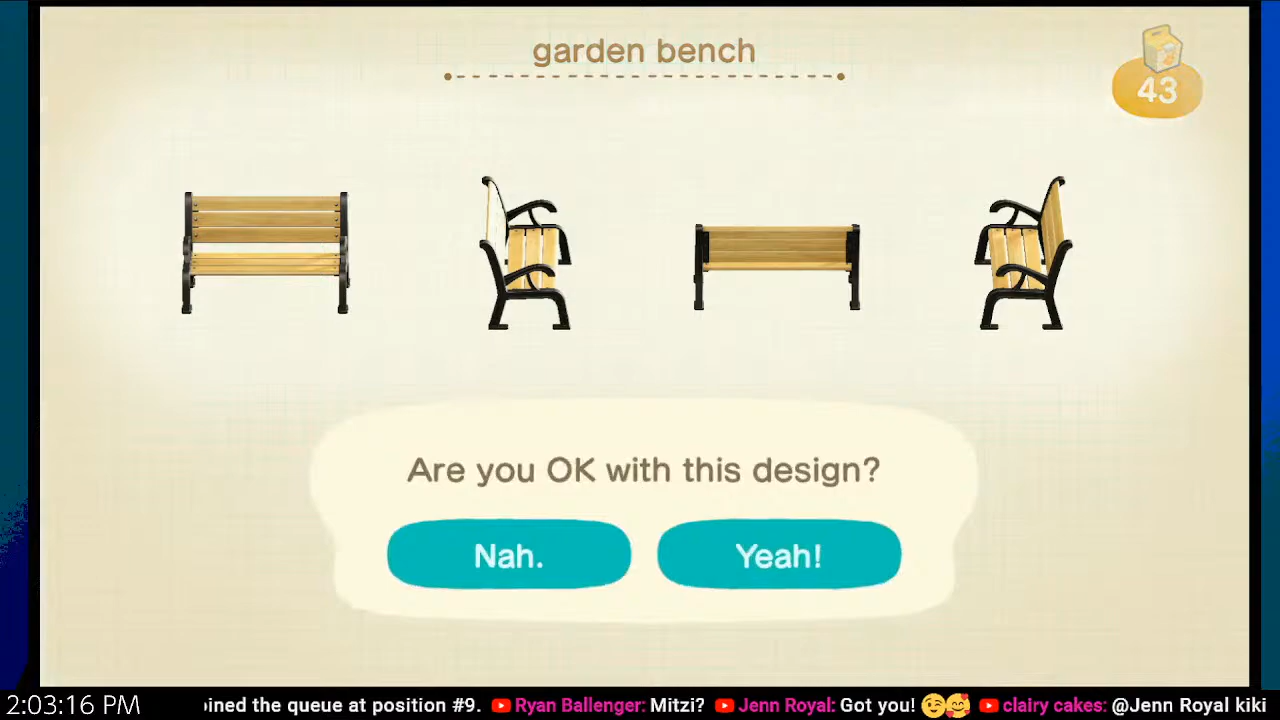 garden bench
43
Are you OK with this design?
Nah.
Yeah!
2:03:16 PM
ined the queue at position #9. Ryan Ballenger: Mitzi? Jenn Royal: Got you! 😉🥰 clairy cakes: @Jenn Royal kiki